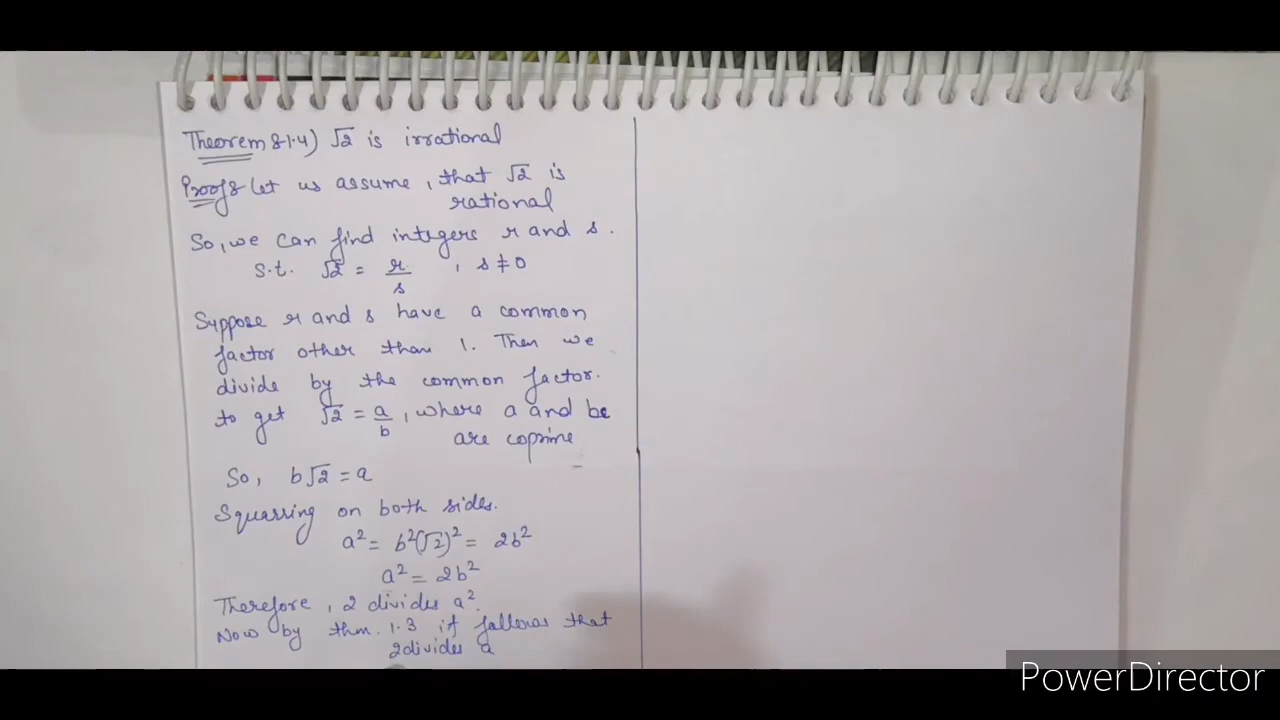 Theorem 1.4) √2 is irrational
Proof: Let us assume, that √2 is
rational
So, we can find integers r and s.
s.t. √2 = r/s , s ≠ 0
Suppose r and s have a common
factor other than 1. Then we
divide by the common factor.
to get √2 = a/b, where a and be
are coprime
So, b√2 = a
Squarring on both sides.
a² = b²(√2)² = 2b²
a² = 2b²
Therefore, 2 divides a².
Now by thm. 1.3 it fallows that
2 divides a
PowerDirector